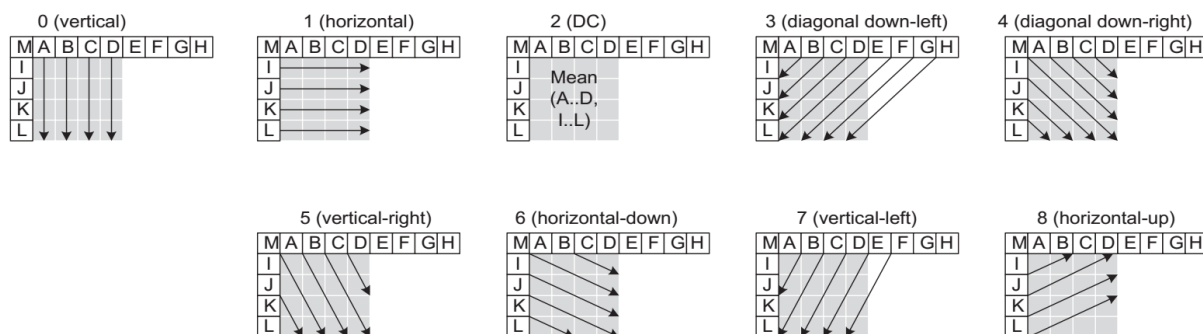 0 (vertical)
M A B C D E F G H
I
J
K
L
1 (horizontal)
M A B C D E F G H
I
J
K
L
2 (DC)
M A B C D E F G H
I
J
K
L
Mean
(A..D,
I..L)
3 (diagonal down-left)
M A B C D E F G H
I
J
K
L
4 (diagonal down-right)
M A B C D E F G H
I
J
K
L
5 (vertical-right)
M A B C D E F G H
I
J
K
L
6 (horizontal-down)
M A B C D E F G H
I
J
K
L
7 (vertical-left)
M A B C D E F G H
I
J
K
L
8 (horizontal-up)
M A B C D E F G H
I
J
K
L